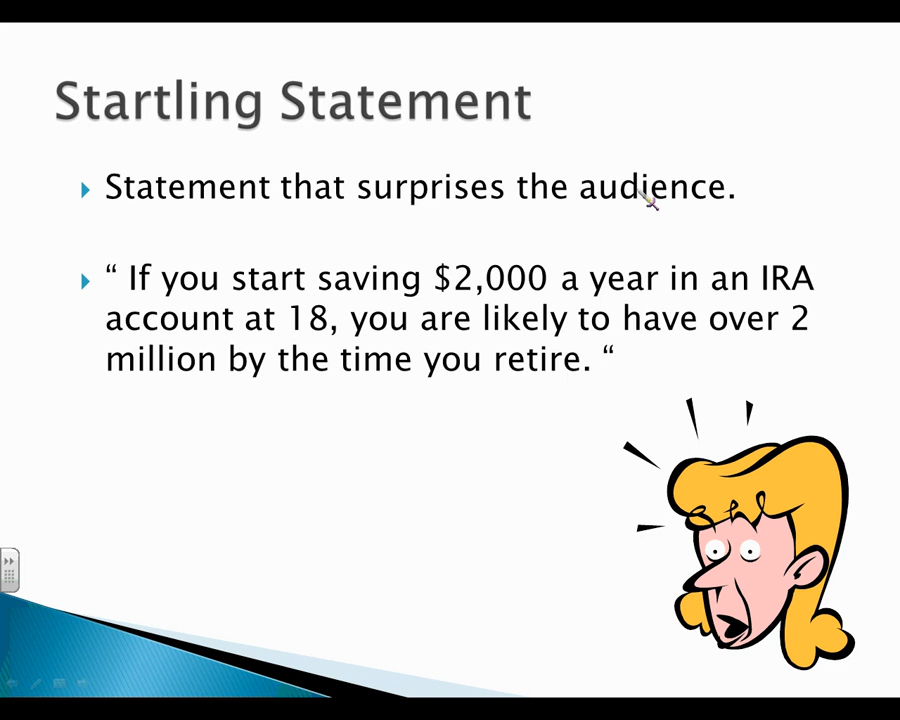 Startling Statement
Statement that surprises the audience.
“ If you start saving $2,000 a year in an IRA
account at 18, you are likely to have over 2
million by the time you retire. “